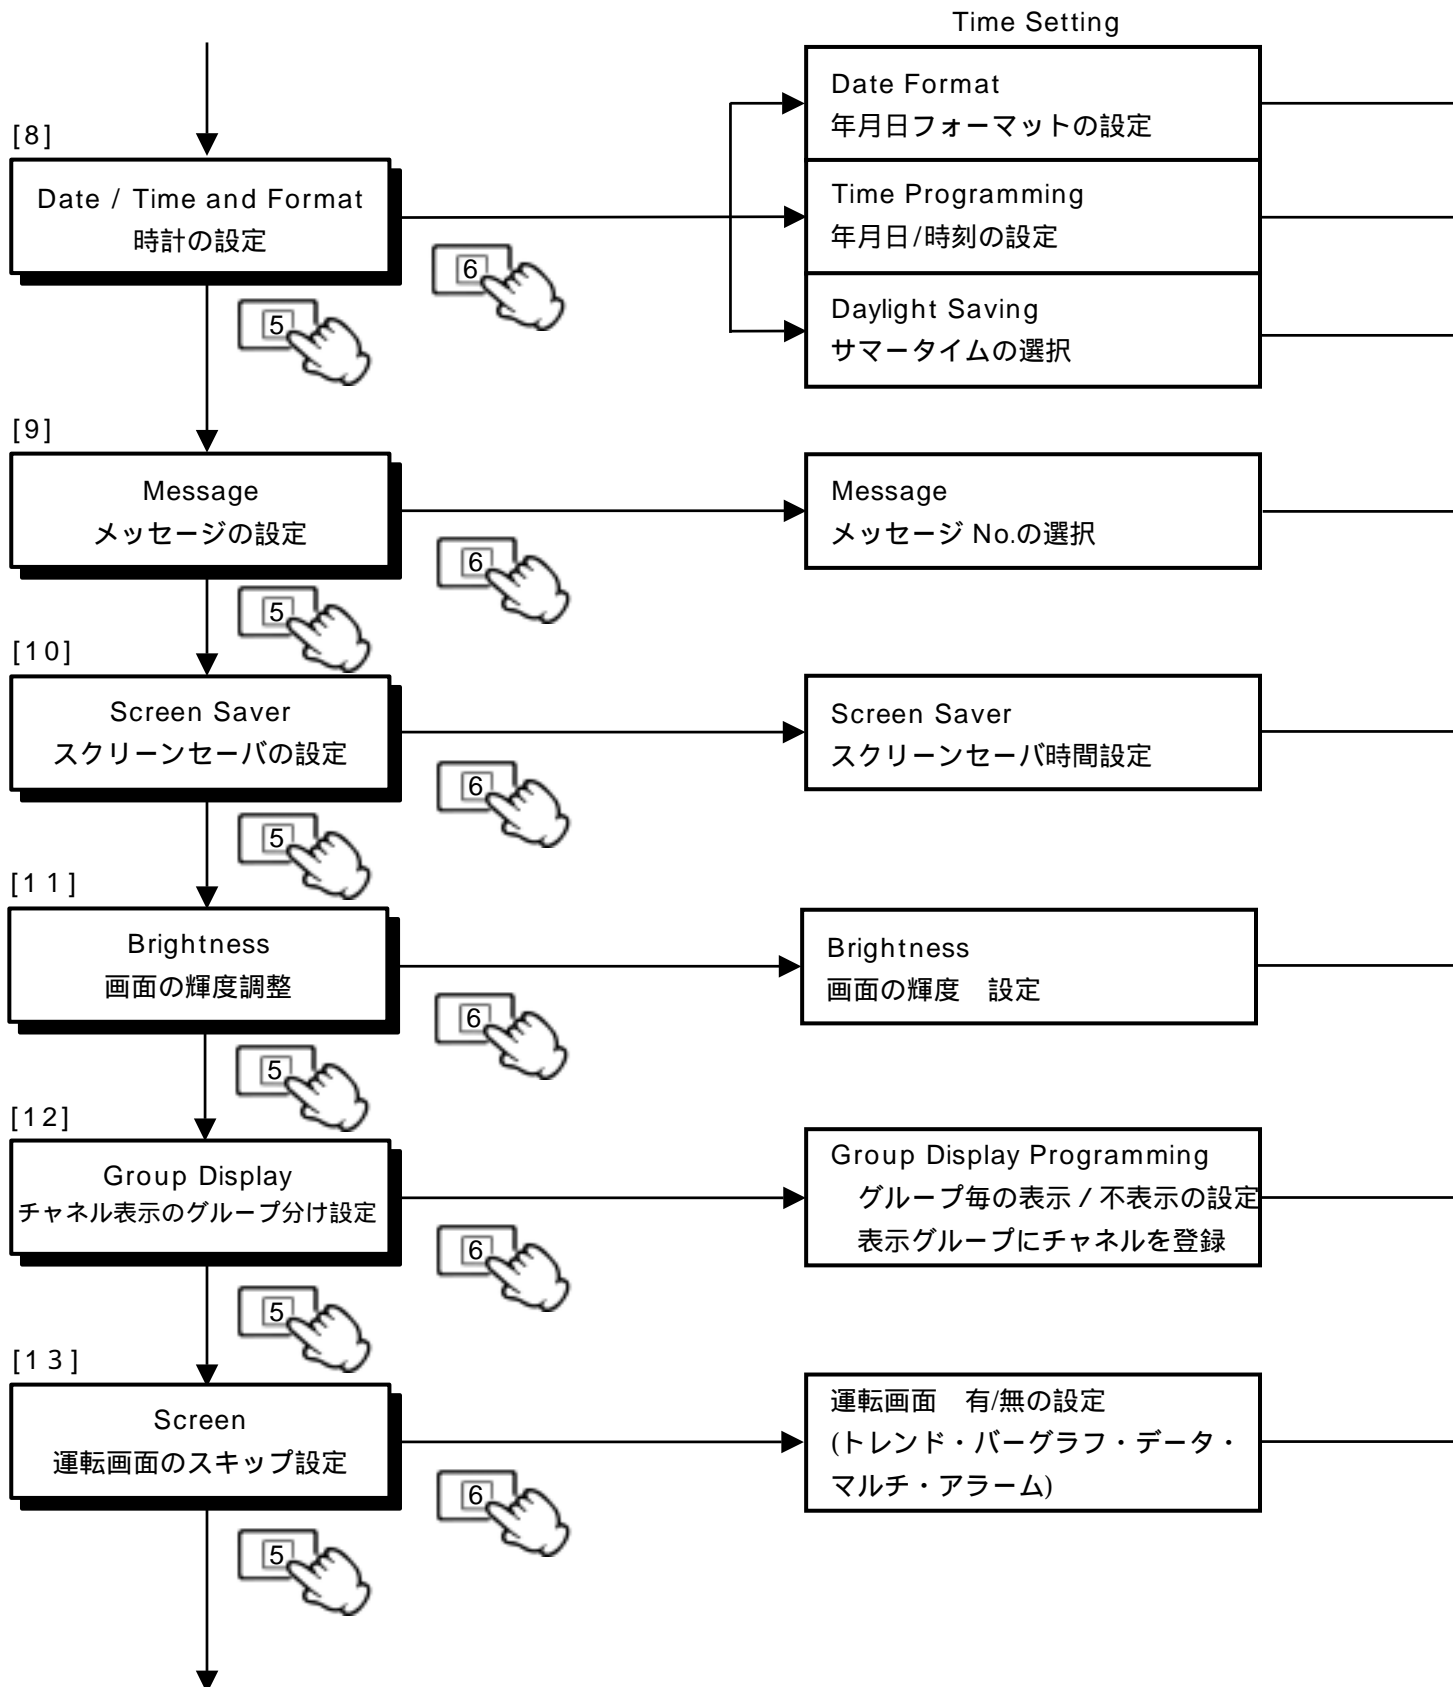 Time Setting
[8]
Date / Time and Format
時計の設定
6
5
Date Format
年月日フォーマットの設定
Time Programming
年月日/時刻の設定
Daylight Saving
サマータイムの選択
[9]
Message
メッセージの設定
6
5
Message
メッセージ No.の選択
[10]
Screen Saver
スクリーンセーバの設定
6
5
Screen Saver
スクリーンセーバ時間設定
[11]
Brightness
画面の輝度調整
6
5
Brightness
画面の輝度　設定
[12]
Group Display
チャネル表示のグループ分け設定
6
5
Group Display Programming
グループ毎の表示 / 不表示の設定
表示グループにチャネルを登録
[13]
Screen
運転画面のスキップ設定
6
5
運転画面　有/無の設定
(トレンド・バーグラフ・データ・
マルチ・アラーム)